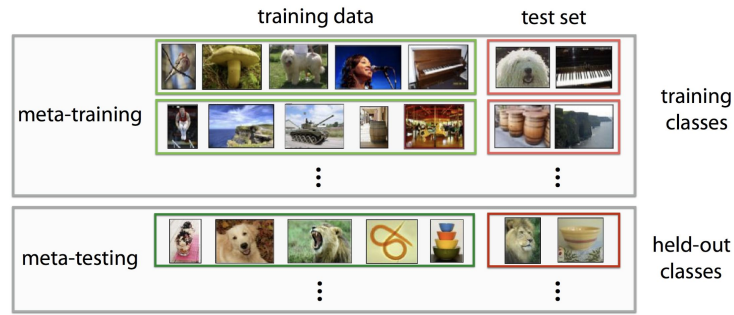 training data
test set
meta-training
training
classes
meta-testing
held-out
classes